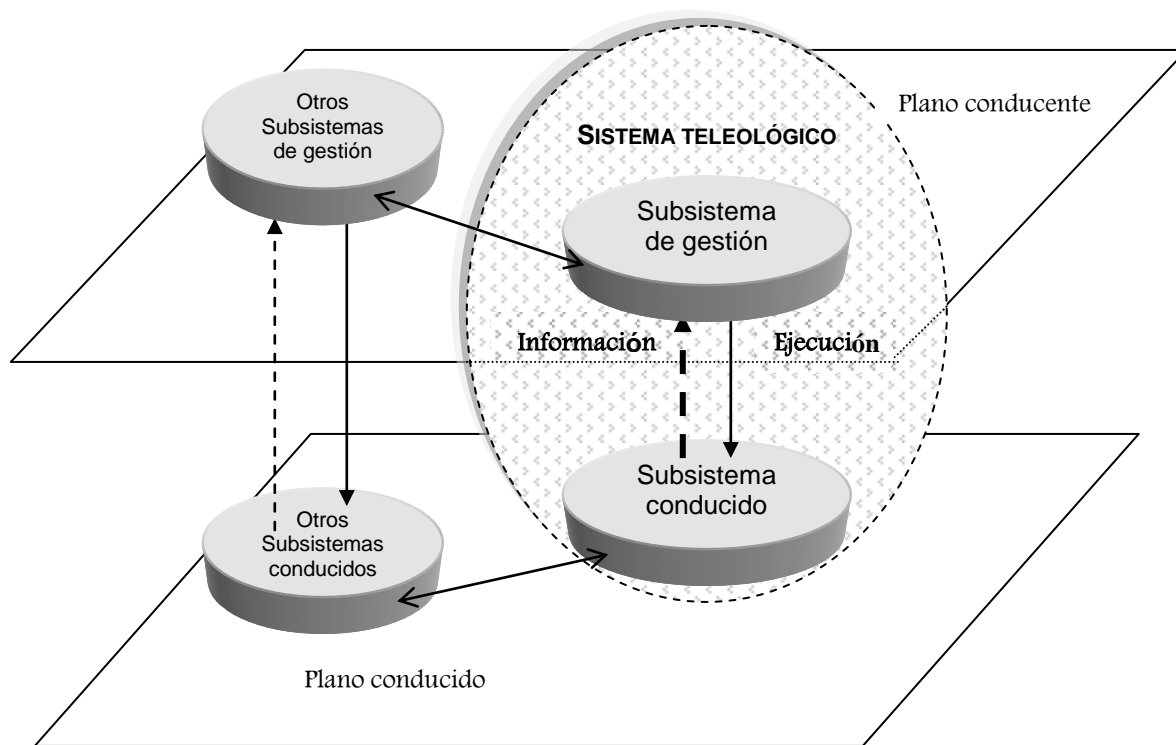 Otros
Subsistemas
de gestión
Plano conducente
SISTEMA TELEOLÓGICO
Subsistema
de gestión
Información
Ejecución
Subsistema
conducido
Otros
Subsistemas
conducidos
Plano conducido